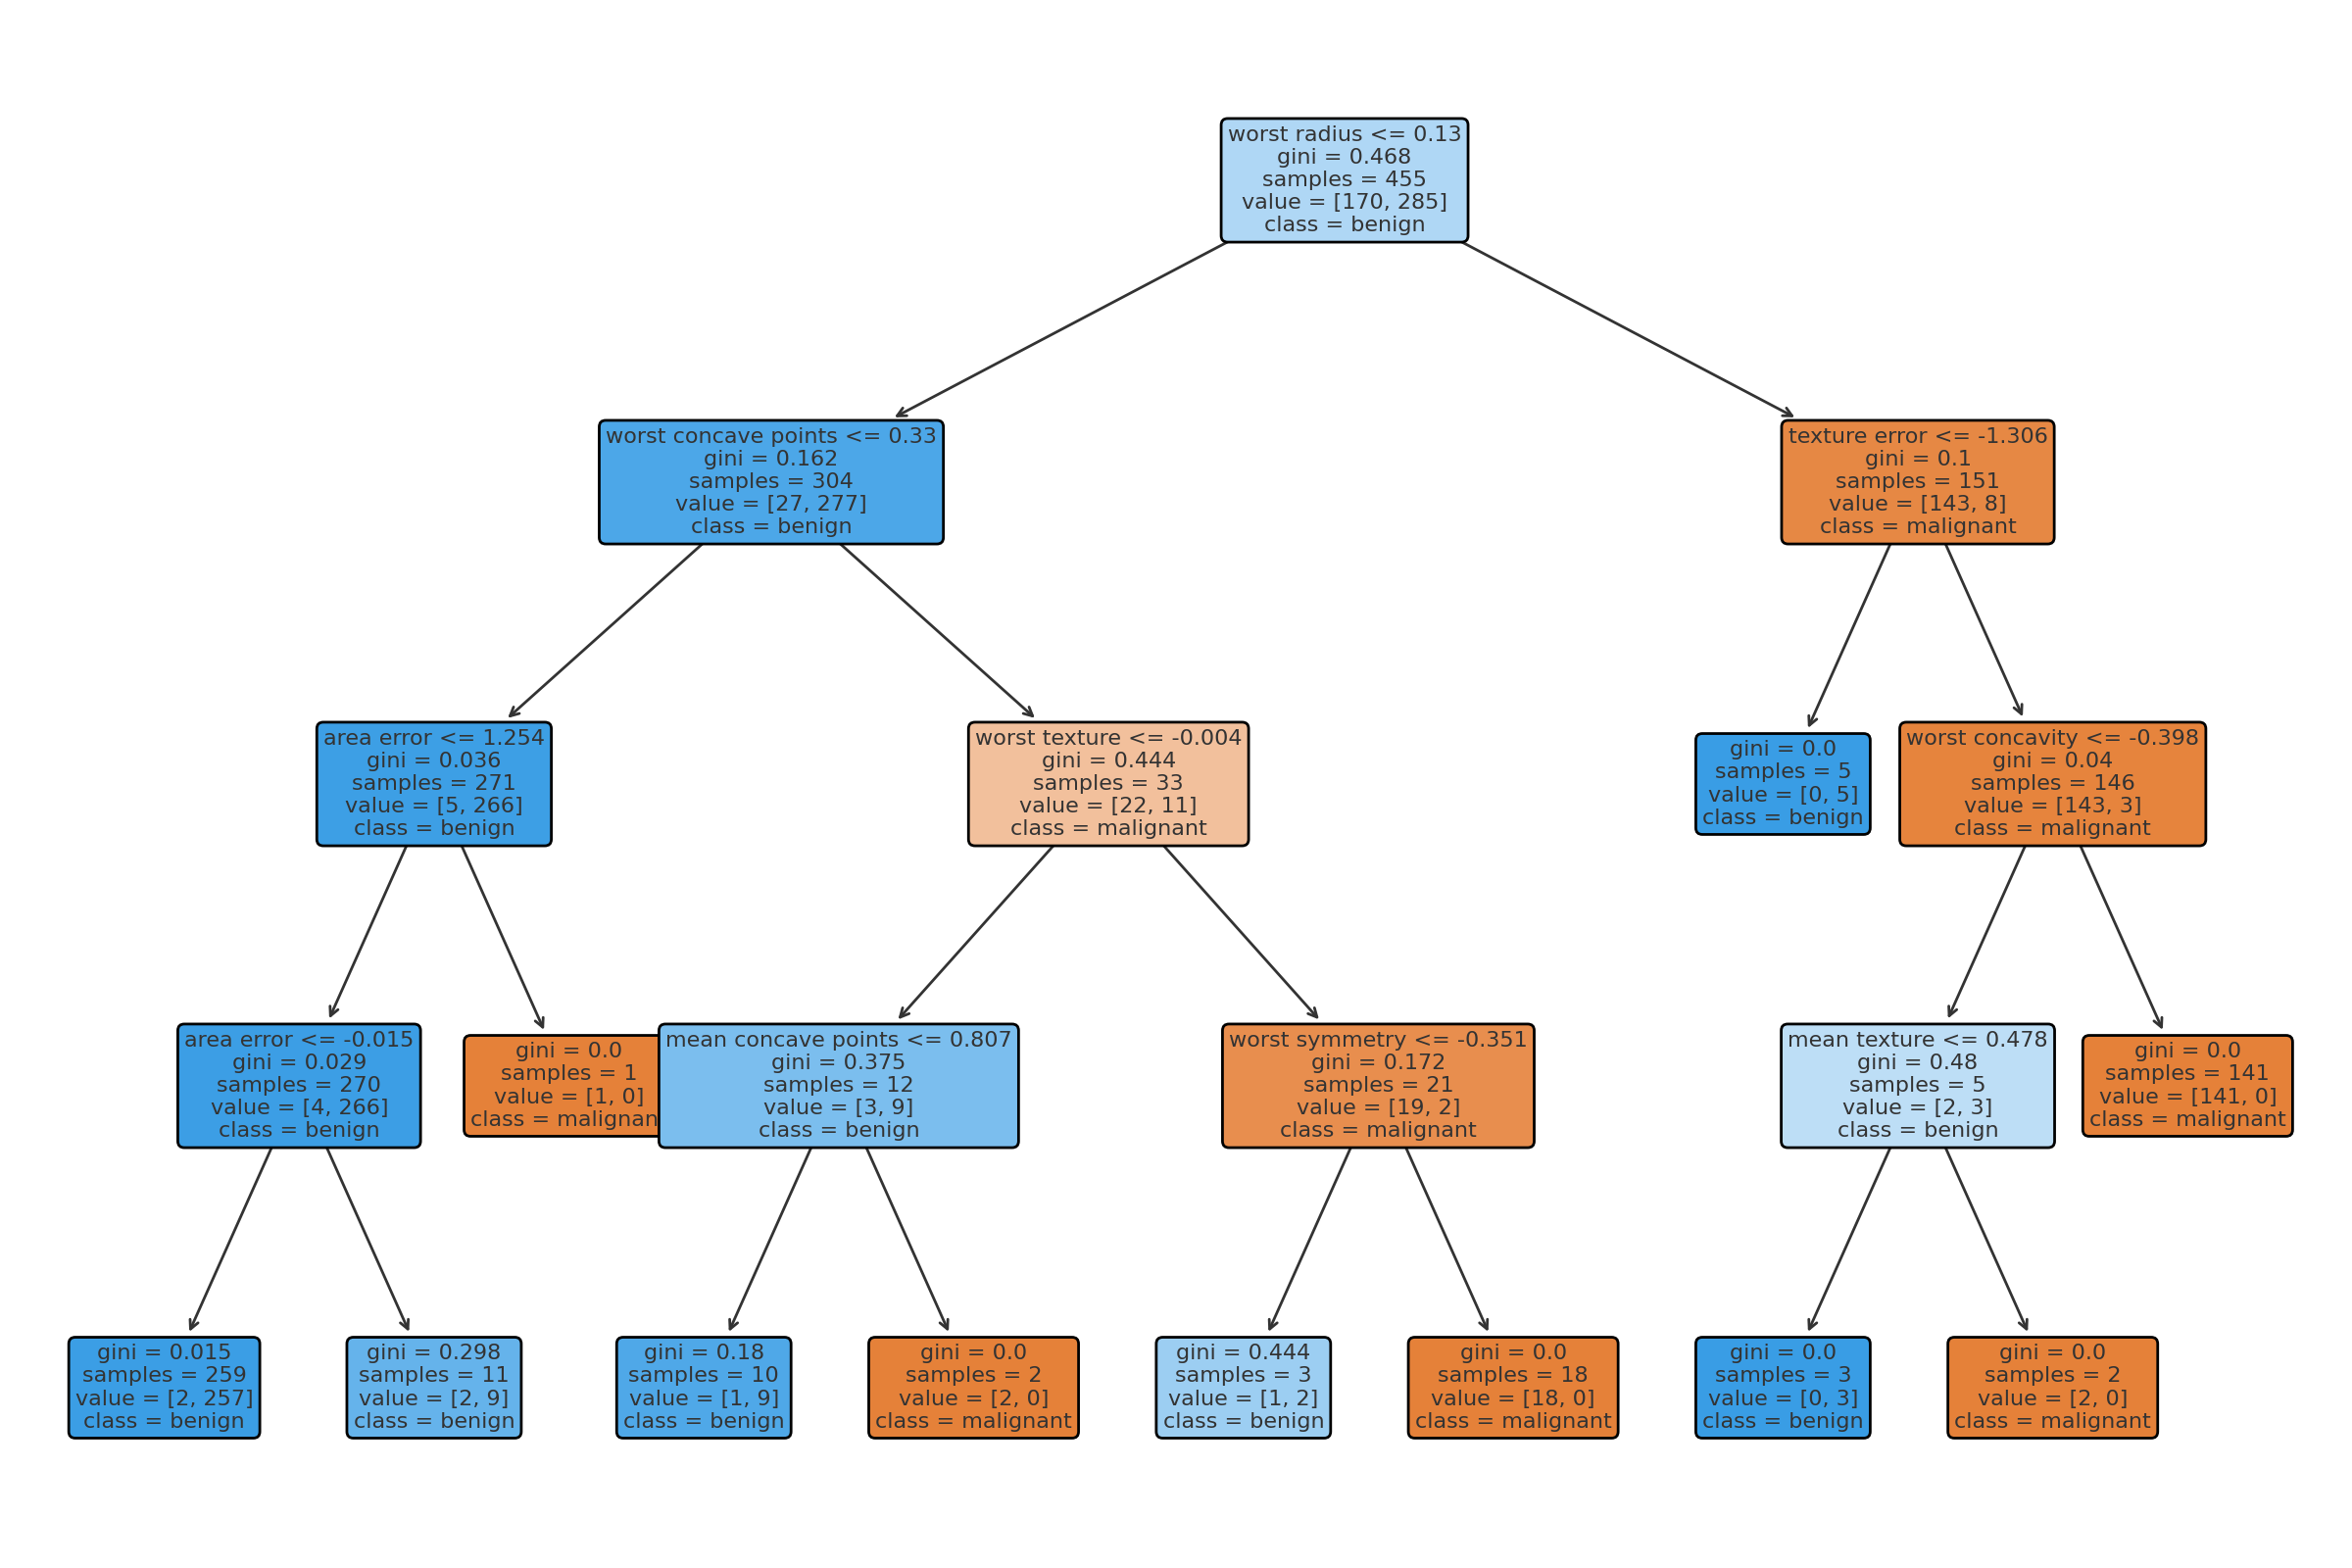 worst radius <= 0.13
gini = 0.468
samples = 455
value = [170, 285]
class = benign
worst concave points <= 0.33
gini = 0.162
samples = 304
value = [27, 277]
class = benign
texture error <= -1.306
gini = 0.1
samples = 151
value = [143, 8]
class = malignant
area error <= 1.254
gini = 0.036
samples = 271
value = [5, 266]
class = benign
worst texture <= -0.004
gini = 0.444
samples = 33
value = [22, 11]
class = malignant
gini = 0.0
samples = 5
value = [0, 5]
class = benign
worst concavity <= -0.398
gini = 0.04
samples = 146
value = [143, 3]
class = malignant
area error <= -0.015
gini = 0.029
samples = 270
value = [4, 266]
class = benign
gini = 0.0
samples = 1
value = [1, 0]
class = malignan
mean concave points <= 0.807
gini = 0.375
samples = 12
value = [3, 9]
class = benign
worst symmetry <= -0.351
gini = 0.172
samples = 21
value = [19, 2]
class = malignant
mean texture <= 0.478
gini = 0.48
samples = 5
value = [2, 3]
class = benign
gini = 0.0
samples = 141
value = [141, 0]
class = malignant
gini = 0.015
samples = 259
value = [2, 257]
class = benign
gini = 0.298
samples = 11
value = [2, 9]
class = benign
gini = 0.18
samples = 10
value = [1, 9]
class = benign
gini = 0.0
samples = 2
value = [2, 0]
class = malignant
gini = 0.444
samples = 3
value = [1, 2]
class = benign
gini = 0.0
samples = 18
value = [18, 0]
class = malignant
gini = 0.0
samples = 3
value = [0, 3]
class = benign
gini = 0.0
samples = 2
value = [2, 0]
class = malignant